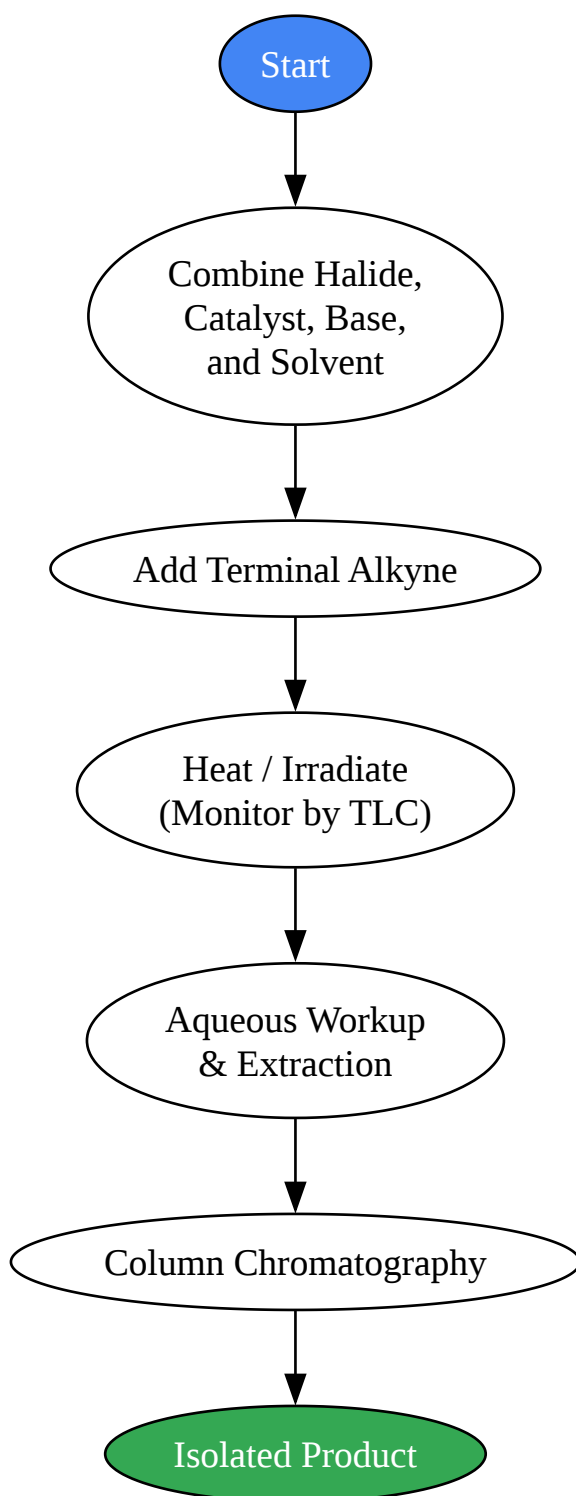 Start
Combine Halide,
Catalyst, Base,
and Solvent
Add Terminal Alkyne
Heat / Irradiate
(Monitor by TLC)
Aqueous Workup
& Extraction
Column Chromatography
Isolated Product